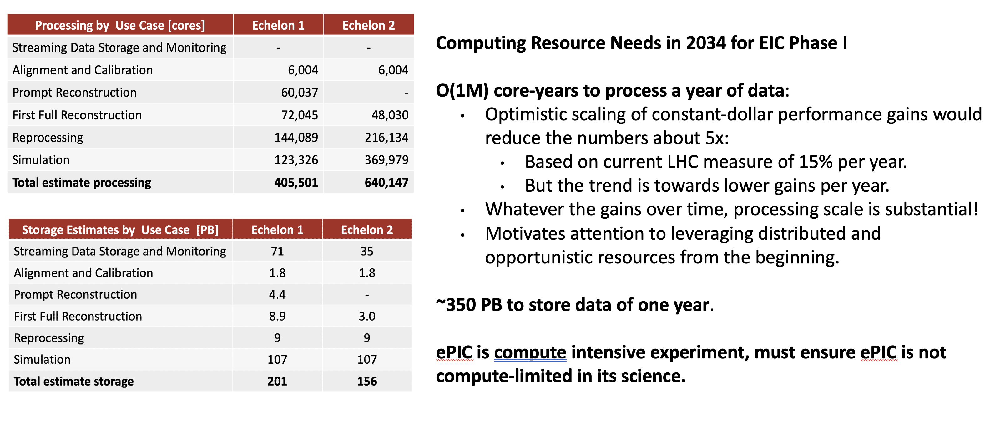 Processing by Use Case [cores] Echelon 1 Echelon 2
Streaming Data Storage and Monitoring - -
Alignment and Calibration 6,004 6,004
Prompt Reconstruction 60,037 -
First Full Reconstruction 72,045 48,030
Reprocessing 144,089 216,134
Simulation 123,326 369,979
Total estimate processing 405,501 640,147
Storage Estimates by Use Case [PB] Echelon 1 Echelon 2
Streaming Data Storage and Monitoring 71 35
Alignment and Calibration 1.8 1.8
Prompt Reconstruction 4.4 -
First Full Reconstruction 8.9 3.0
Reprocessing 9 9
Simulation 107 107
Total estimate storage 201 156
Computing Resource Needs in 2034 for EIC Phase I
O(1M) core-years to process a year of data:
• Optimistic scaling of constant-dollar performance gains would
reduce the numbers about 5x:
• Based on current LHC measure of 15% per year.
• But the trend is towards lower gains per year.
• Whatever the gains over time, processing scale is substantial!
• Motivates attention to leveraging distributed and
opportunistic resources from the beginning.
~350 PB to store data of one year.
ePIC is compute intensive experiment, must ensure ePIC is not
compute-limited in its science.